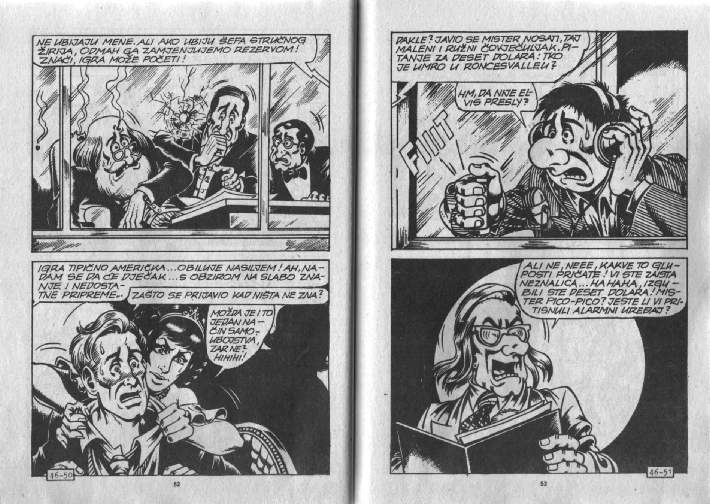 NE UBIJAJU MENE. ALI AKO UBIJU ŠEFA STRUČNOG
ŽIRIJA, ODMAH GA ZAMJENJUJEMO REZERVOM!
ZNAČI, IGRA MOŽE POČETI!
IGRA TIPIČNO AMERIČKA...OBILUJE NASILJEM! AH, NA-
DAM SE DA ĆE DJEČAK...S OBZIROM NA SLABO ZNA-
NJE I NEDOSTA-
TNE PRIPREME...
ZAŠTO SE PRIJAVIO KAD NIŠTA NE ZNA?
MOŽDA JE I TO
JEDAN NA-
ČIN SAMO-
UBOJSTVA,
ZAR NE?
HIHIHI!
46-50
52
DAKLE? JAVIO SE MISTER NOSATI, TAJ
MALENI I RUŽNI ČOVJEČULJAK. PI-
TANJE ZA DESET DOLARA: TKO
JE UMRO U RONCESVALLEU?
HM, DA NIJE EL-
VIS PRESLY?
FIIIT
ALI NE, NEEE, KAKVE TO GLU-
POSTI PRIČATE! VI STE ZAISTA
NEZNALICA... HA HAHA, IZGU-
BILI STE DESET DOLARA! MIS-
TER PICO-PICO? JESTE LI VI PRI-
TISNULI ALARMNI UREĐAJ?
46-51
53